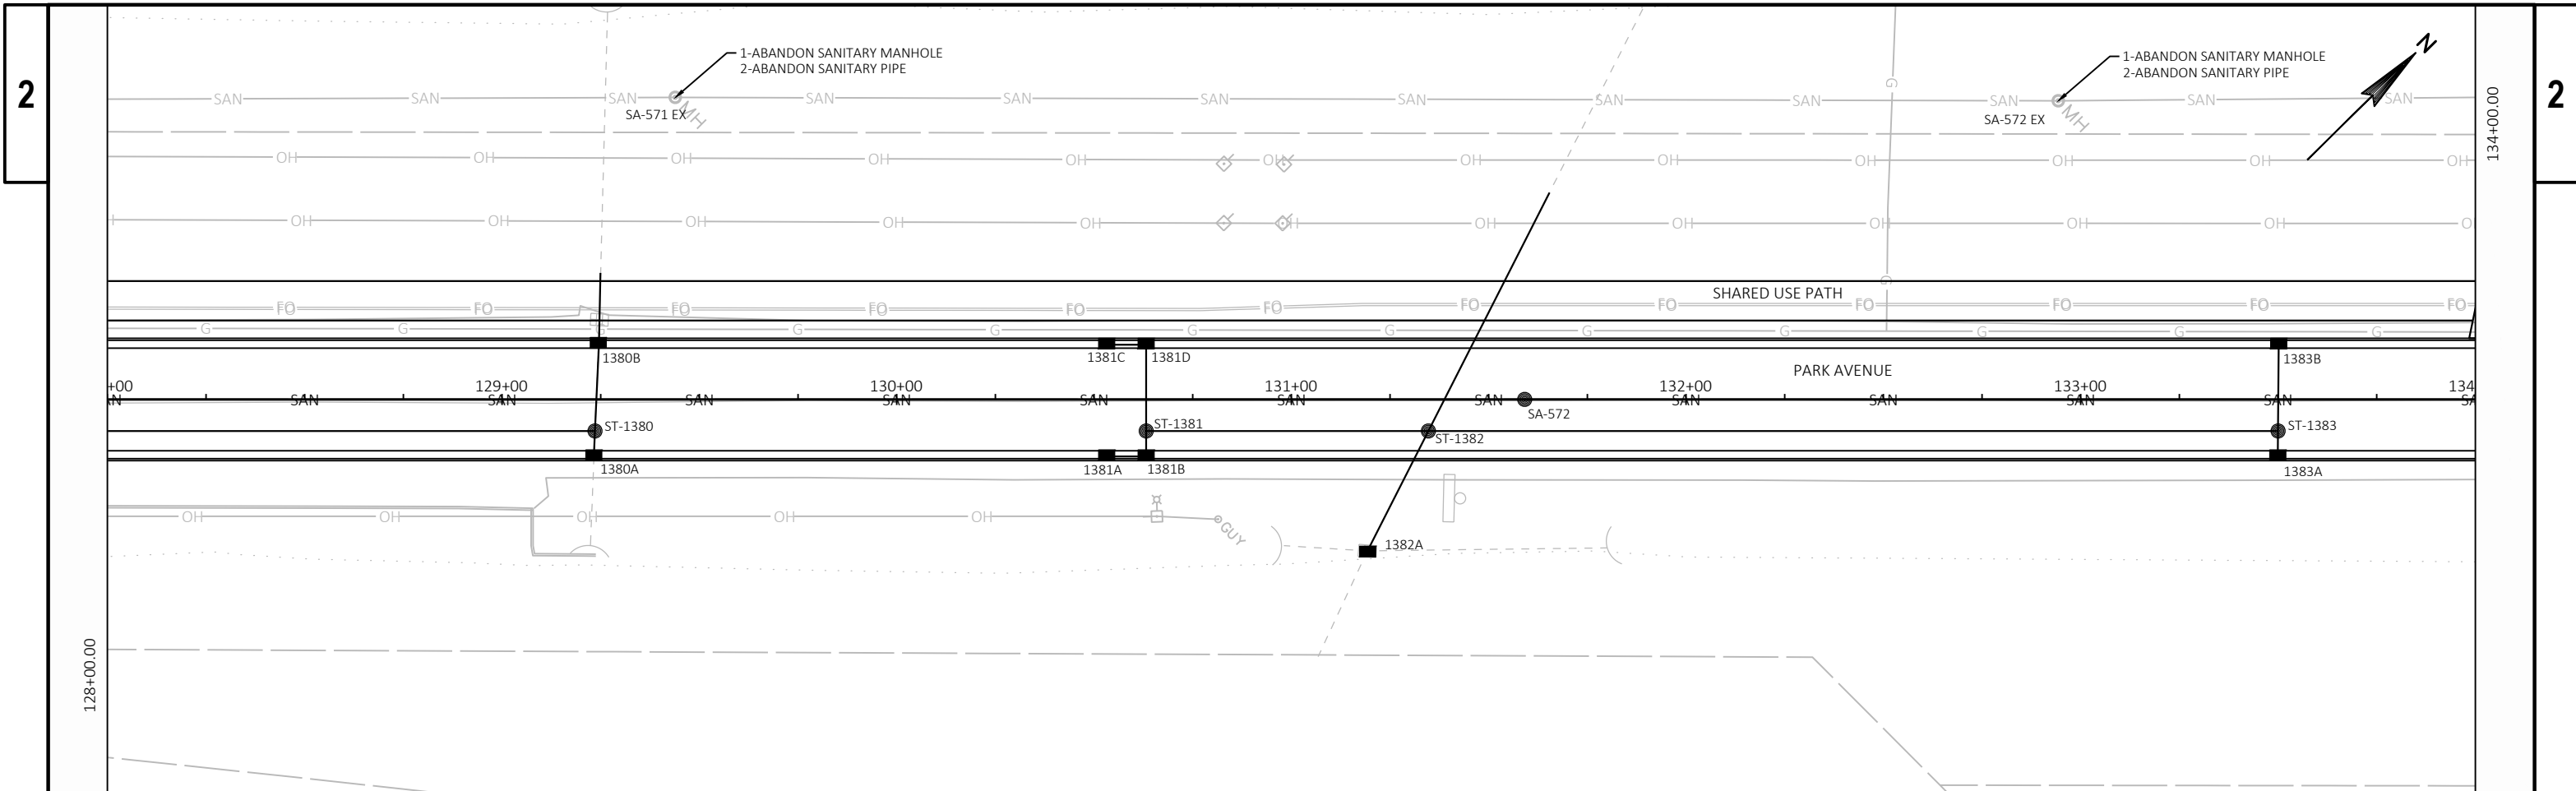 2
2
1-ABANDON SANITARY MANHOLE
2-ABANDON SANITARY PIPE
1-ABANDON SANITARY MANHOLE
2-ABANDON SANITARY PIPE
N
SAN SAN SAN SAN SAN SAN SAN SAN SAN SAN SAN SAN
MH
MH
SA-571 EX
SA-572 EX
134+00.00
G
OH OH OH OH OH OH OH OH OH OH OH OH
OH OH OH OH OH OH OH OH OH OH OH
G
SHARED USE PATH
FO FO FO FO FO FO FO FO FO FO FO FO
G G G G G G G G G G G G
1380B
1381C
1381D
1383B
PARK AVENUE
+00 129+00 130+00 131+00 132+00 133+00 134
SAN SAN SAN SAN SAN SAN SAN SAN SAN SAN SAN
SA-572
ST-1380
ST-1381
ST-1382
ST-1383
1380A
1381A
1381B
1383A
OH OH OH OH OH
GUY
1382A
128+00.00